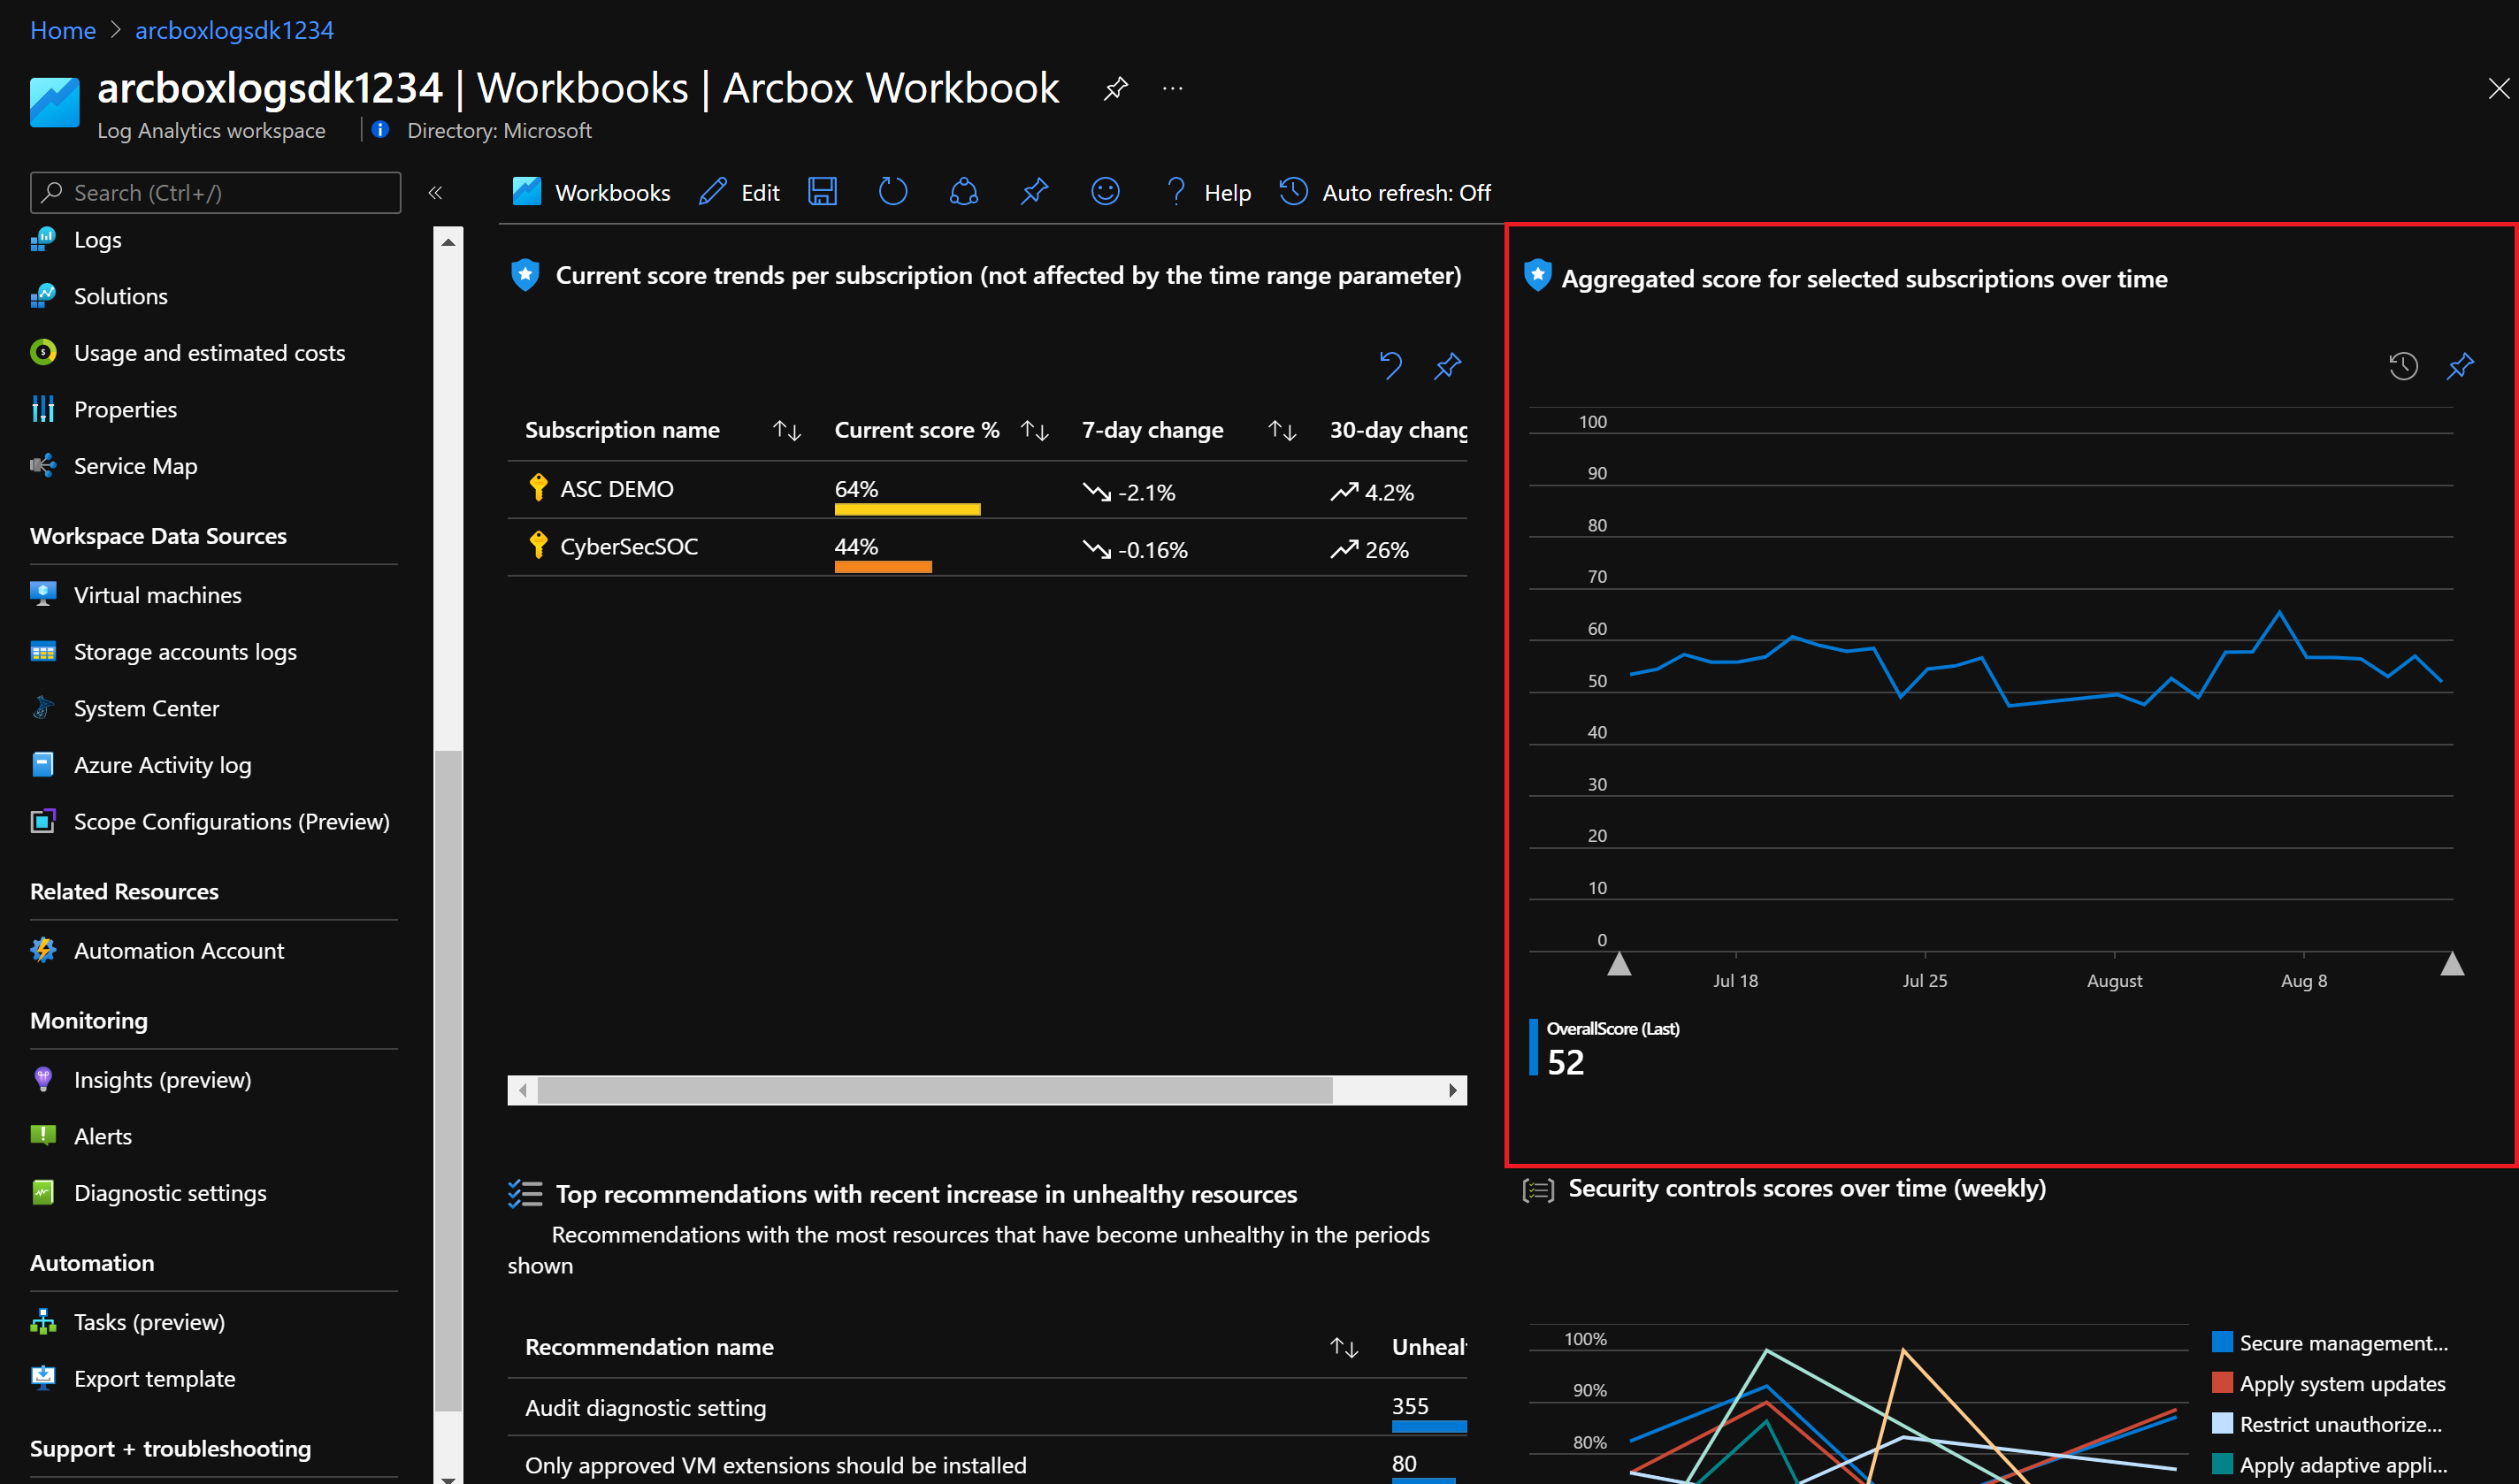 Home > arcboxlogsdk1234
arcboxlogsdk1234 | Workbooks | Arcbox Workbook ...
Log Analytics workspace | Directory: Microsoft
Search (Ctrl+/)
«
Logs
Solutions
Usage and estimated costs
Properties
Service Map
Workspace Data Sources
Virtual machines
Storage accounts logs
System Center
Azure Activity log
Scope Configurations (Preview)
Related Resources
Automation Account
Monitoring
Insights (preview)
Alerts
Diagnostic settings
Automation
Tasks (preview)
Export template
Support + troubleshooting
Workbooks Edit Help Auto refresh: Off
Current score trends per subscription (not affected by the time range parameter)
Subscription name ↑↓ Current score % ↑↓ 7-day change ↑↓ 30-day chang
ASC DEMO 64% -2.1% 4.2%
CyberSecSOC 44% -0.16% 26%
Aggregated score for selected subscriptions over time
100
90
80
70
60
50
40
30
20
10
0
Jul 18 Jul 25 August Aug 8
OverallScore (Last)
52
Top recommendations with recent increase in unhealthy resources
Recommendations with the most resources that have become unhealthy in the periods
shown
Recommendation name ↑↓ Unheal
Audit diagnostic setting 355
Only approved VM extensions should be installed 80
Security controls scores over time (weekly)
100%
90%
80%
Secure management...
Apply system updates
Restrict unauthorize...
Apply adaptive appli...